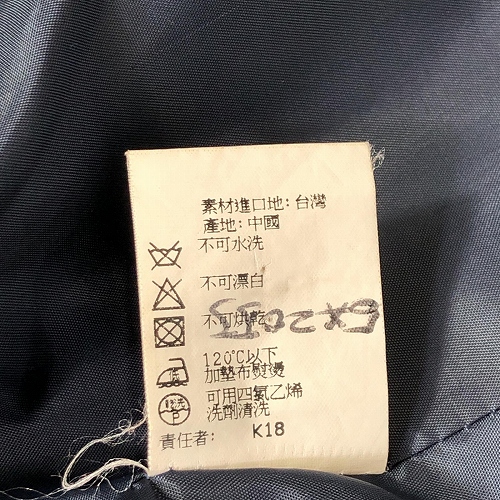 素材進口地:台灣
產地:中國
不可水洗
不可漂白
不可烘乾
120°C以下
加墊布熨燙
可用四氯乙烯
洗劑清洗
責任者: K18